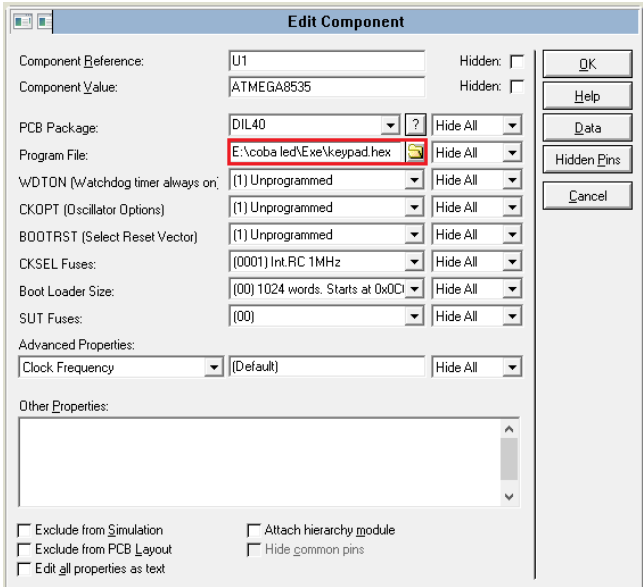 Edit Component
Component Reference: U1 Hidden: OK
Component Value: ATMEGA8535 Hidden: Help
PCB Package: DIL40 ? Hide All Data
Program File: E:\coba led\Exe\keypad.hex Hide All Hidden Pins
WDTON (Watchdog timer always on) (1) Unprogrammed Hide All Cancel
CKOPT (Oscillator Options) (1) Unprogrammed Hide All
BOOTRST (Select Reset Vector) (1) Unprogrammed Hide All
CKSEL Fuses: (0001) Int.RC 1MHz Hide All
Boot Loader Size: (00) 1024 words. Starts at 0x0C Hide All
SUT Fuses: (00) Hide All
Advanced Properties:
Clock Frequency (Default) Hide All
Other Properties:
Exclude from Simulation Attach hierarchy module
Exclude from PCB Layout Hide common pins
Edit all properties as text